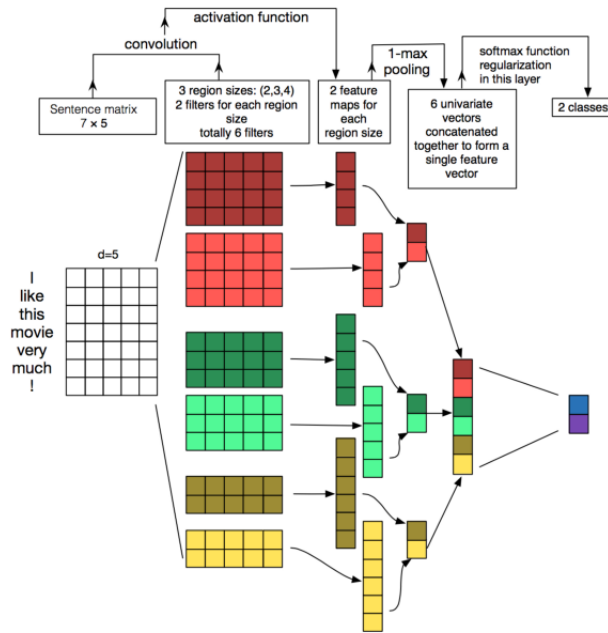 activation function
convolution
1-max
pooling
softmax function
regularization
in this layer
Sentence matrix
7 × 5
3 region sizes: (2,3,4)
2 filters for each region
size
totally 6 filters
2 feature
maps for
each
region size
6 univariate
vectors
concatenated
together to form a
single feature
vector
2 classes
d=5
I
like
this
movie
very
much
!